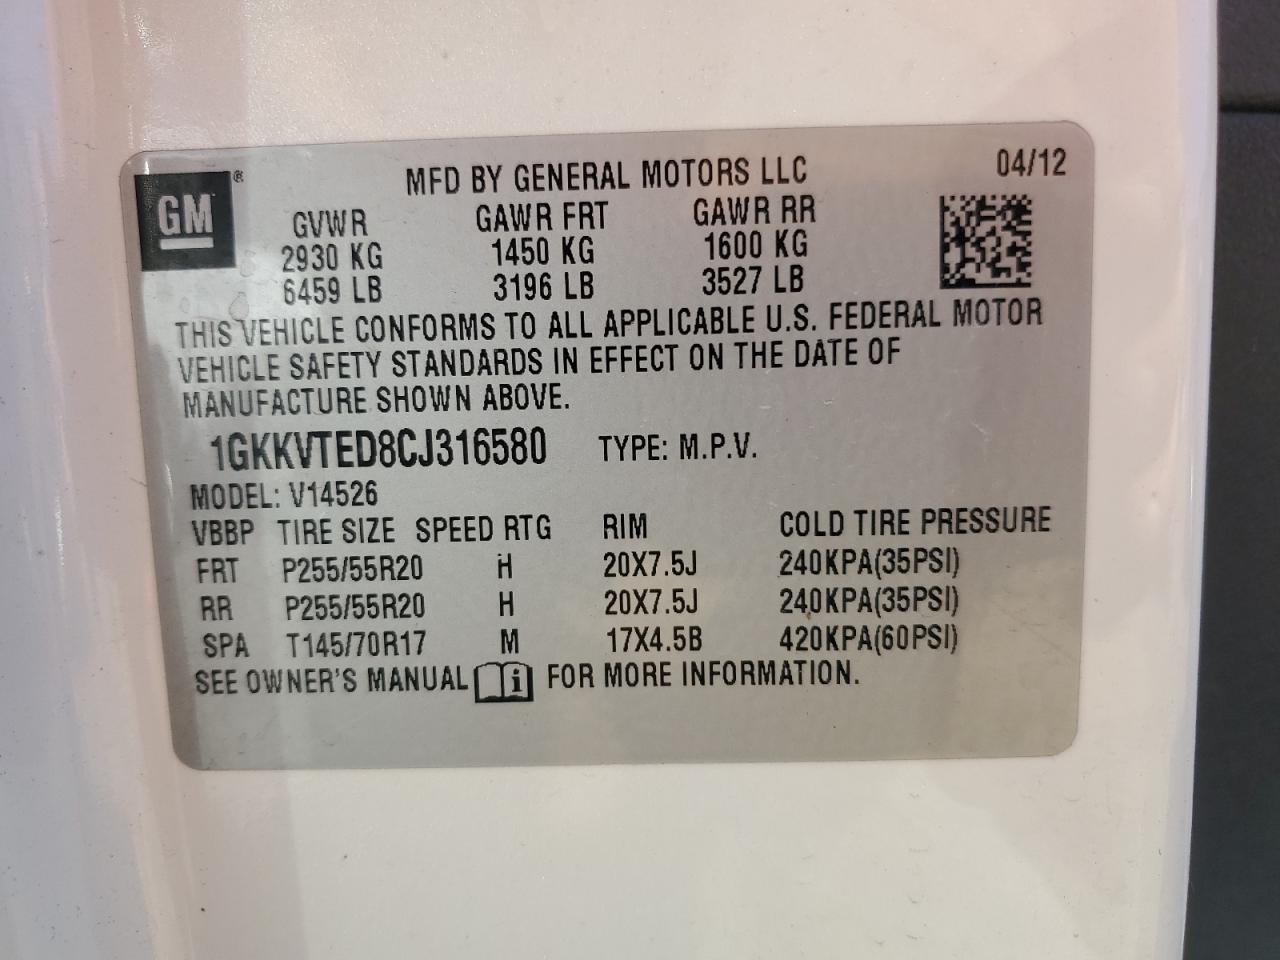 GM ®
MFD BY GENERAL MOTORS LLC 04/12
GVWR GAWR FRT GAWR RR
2930 KG 1450 KG 1600 KG
6459 LB 3196 LB 3527 LB
THIS VEHICLE CONFORMS TO ALL APPLICABLE U.S. FEDERAL MOTOR
VEHICLE SAFETY STANDARDS IN EFFECT ON THE DATE OF
MANUFACTURE SHOWN ABOVE.
1GKKVTED8CJ316580 TYPE: M.P.V.
MODEL: V14526
VBBP TIRE SIZE SPEED RTG RIM COLD TIRE PRESSURE
FRT P255/55R20 H 20X7.5J 240KPA(35PSI)
RR P255/55R20 H 20X7.5J 240KPA(35PSI)
SPA T145/70R17 M 17X4.5B 420KPA(60PSI)
SEE OWNER'S MANUAL i FOR MORE INFORMATION.